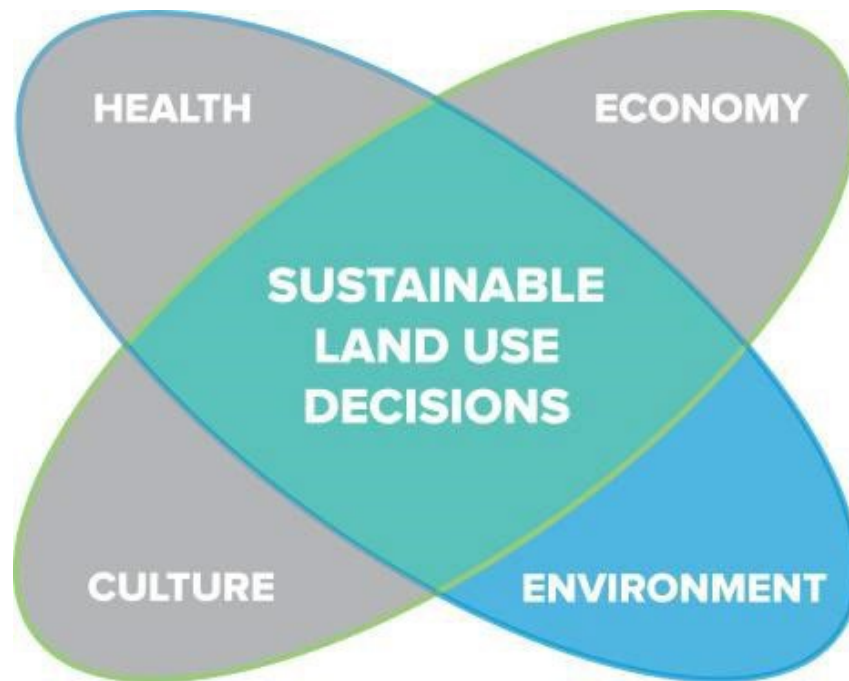 HEALTH
ECONOMY
SUSTAINABLE
LAND USE
DECISIONS
CULTURE
ENVIRONMENT